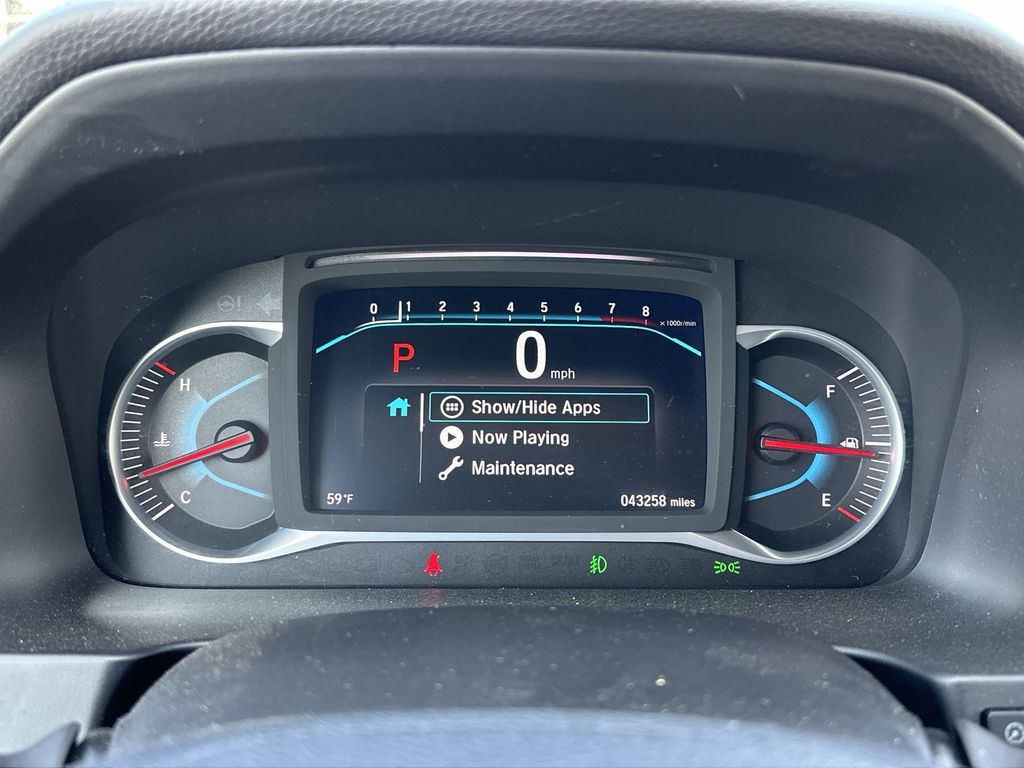 0 1 2 3 4 5 6 7 8
x1000r/min
P 0 mph
H
F
Show/Hide Apps
Now Playing
Maintenance
C
E
59°F
043258 miles